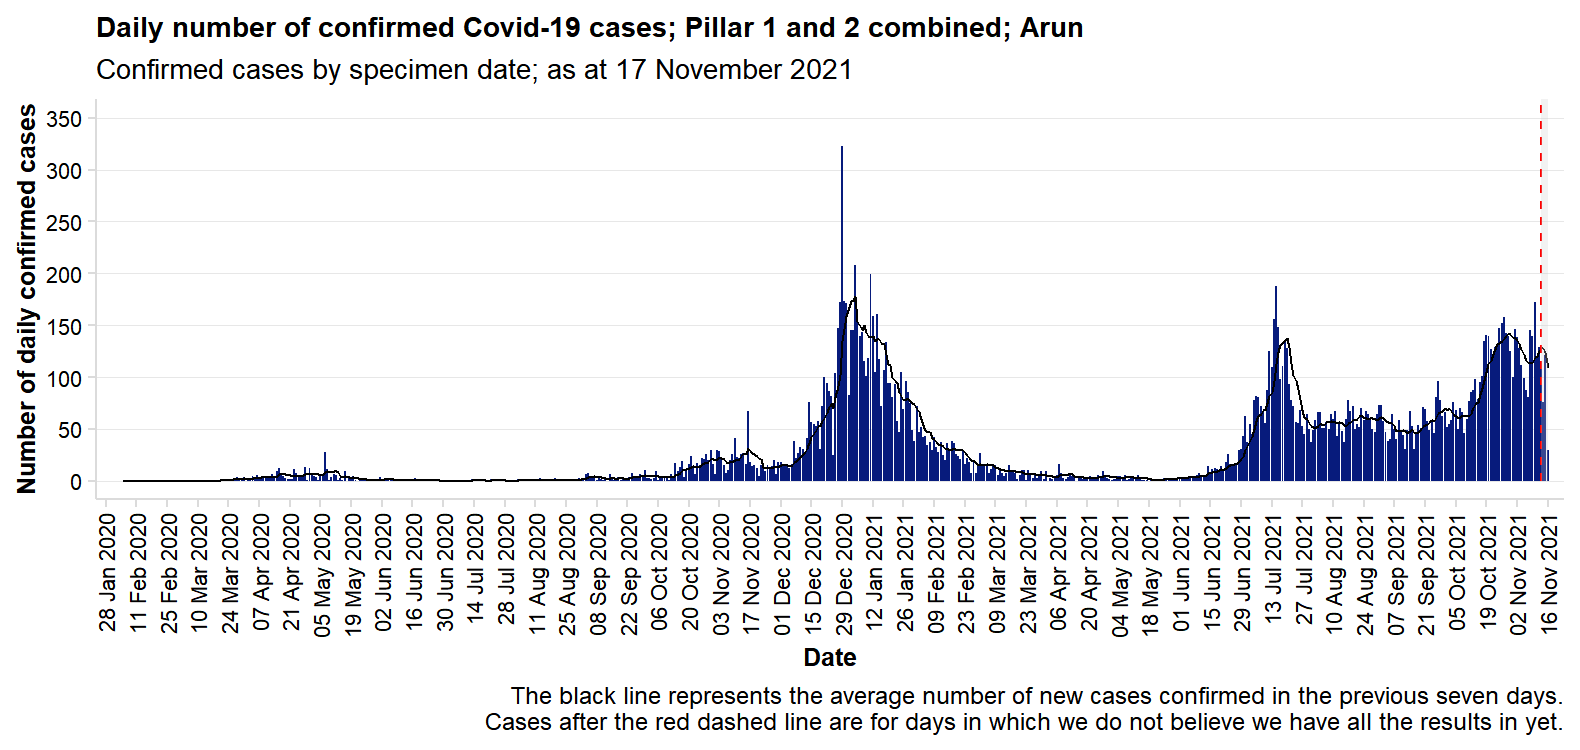 Daily number of confirmed Covid-19 cases; Pillar 1 and 2 combined; Arun
Confirmed cases by specimen date; as at 17 November 2021
Number of daily confirmed cases
350
300
250
200
150
100
50
0
28 Jan 2020
11 Feb 2020
25 Feb 2020
10 Mar 2020
24 Mar 2020
07 Apr 2020
21 Apr 2020
05 May 2020
19 May 2020
02 Jun 2020
16 Jun 2020
30 Jun 2020
14 Jul 2020
28 Jul 2020
11 Aug 2020
25 Aug 2020
08 Sep 2020
22 Sep 2020
06 Oct 2020
20 Oct 2020
03 Nov 2020
17 Nov 2020
01 Dec 2020
15 Dec 2020
29 Dec 2020
12 Jan 2021
26 Jan 2021
09 Feb 2021
23 Feb 2021
09 Mar 2021
23 Mar 2021
06 Apr 2021
20 Apr 2021
04 May 2021
18 May 2021
01 Jun 2021
15 Jun 2021
29 Jun 2021
13 Jul 2021
27 Jul 2021
10 Aug 2021
24 Aug 2021
07 Sep 2021
21 Sep 2021
05 Oct 2021
19 Oct 2021
02 Nov 2021
16 Nov 2021
Date
The black line represents the average number of new cases confirmed in the previous seven days.
Cases after the red dashed line are for days in which we do not believe we have all the results in yet.